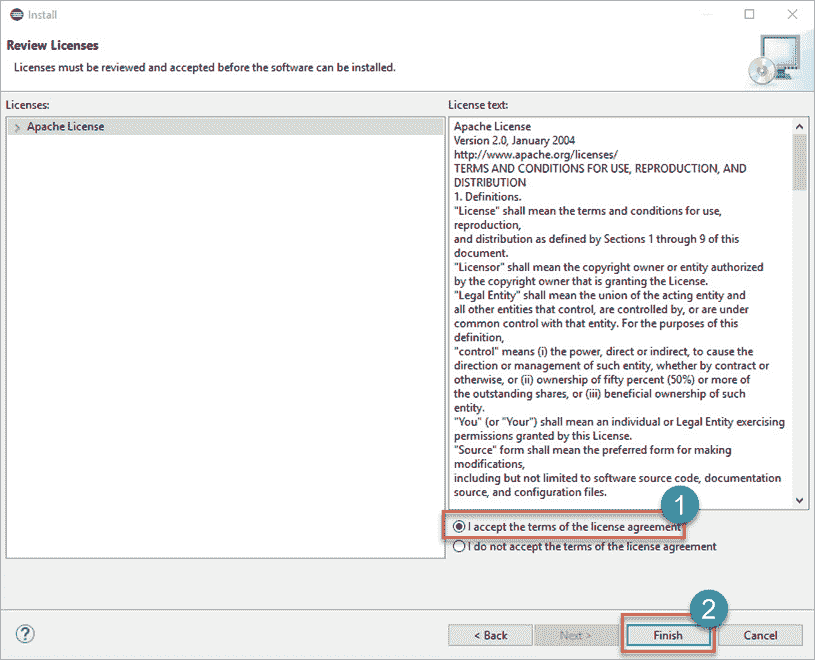 Install
Review Licenses
Licenses must be reviewed and accepted before the software can be installed.
Licenses:
Apache License
License text:
Apache License
Version 2.0, January 2004
http://www.apache.org/licenses/
TERMS AND CONDITIONS FOR USE, REPRODUCTION, AND
DISTRIBUTION
1. Definitions.
"License" shall mean the terms and conditions for use,
reproduction,
and distribution as defined by Sections 1 through 9 of this
document.
"Licensor" shall mean the copyright owner or entity authorized
by the copyright owner that is granting the License.
"Legal Entity" shall mean the union of the acting entity and
all other entities that control, are controlled by, or are under
common control with that entity. For the purposes of this
definition,
"control" means (i) the power, direct or indirect, to cause the
direction or management of such entity, whether by contract or
otherwise, or (ii) ownership of fifty percent (50%) or more of
the outstanding shares, or (iii) beneficial ownership of such
entity.
"You" (or "Your") shall mean an individual or Legal Entity exercising
permissions granted by this License.
"Source" form shall mean the preferred form for making
modifications,
including but not limited to software source code, documentation
source, and configuration files.
1
I accept the terms of the license agreement
I do not accept the terms of the license agreement
2
?
< Back
Next >
Finish
Cancel